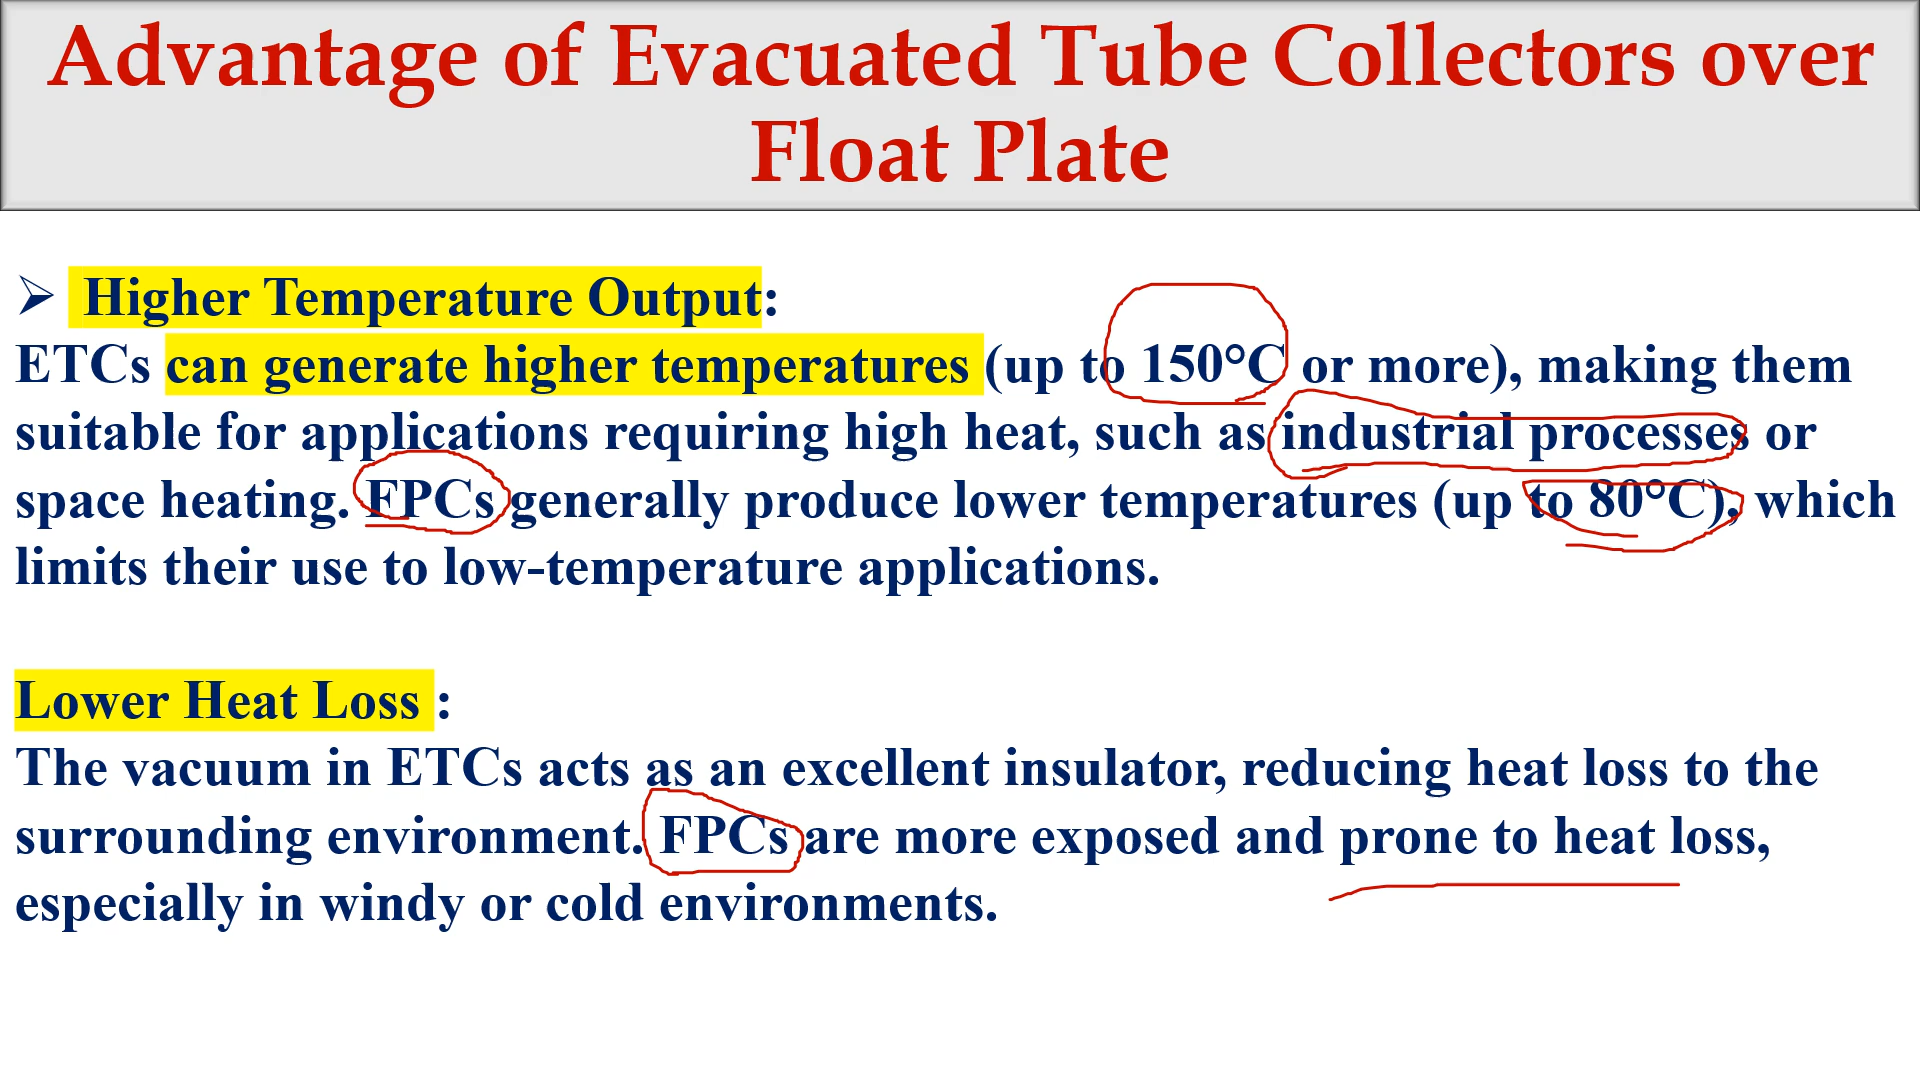 Advantage of Evacuated Tube Collectors over
Float Plate
➢ Higher Temperature Output:
ETCs can generate higher temperatures (up to 150°C or more), making them
suitable for applications requiring high heat, such as industrial processes or
space heating. FPCs generally produce lower temperatures (up to 80°C), which
limits their use to low-temperature applications.
Lower Heat Loss :
The vacuum in ETCs acts as an excellent insulator, reducing heat loss to the
surrounding environment. FPCs are more exposed and prone to heat loss,
especially in windy or cold environments.